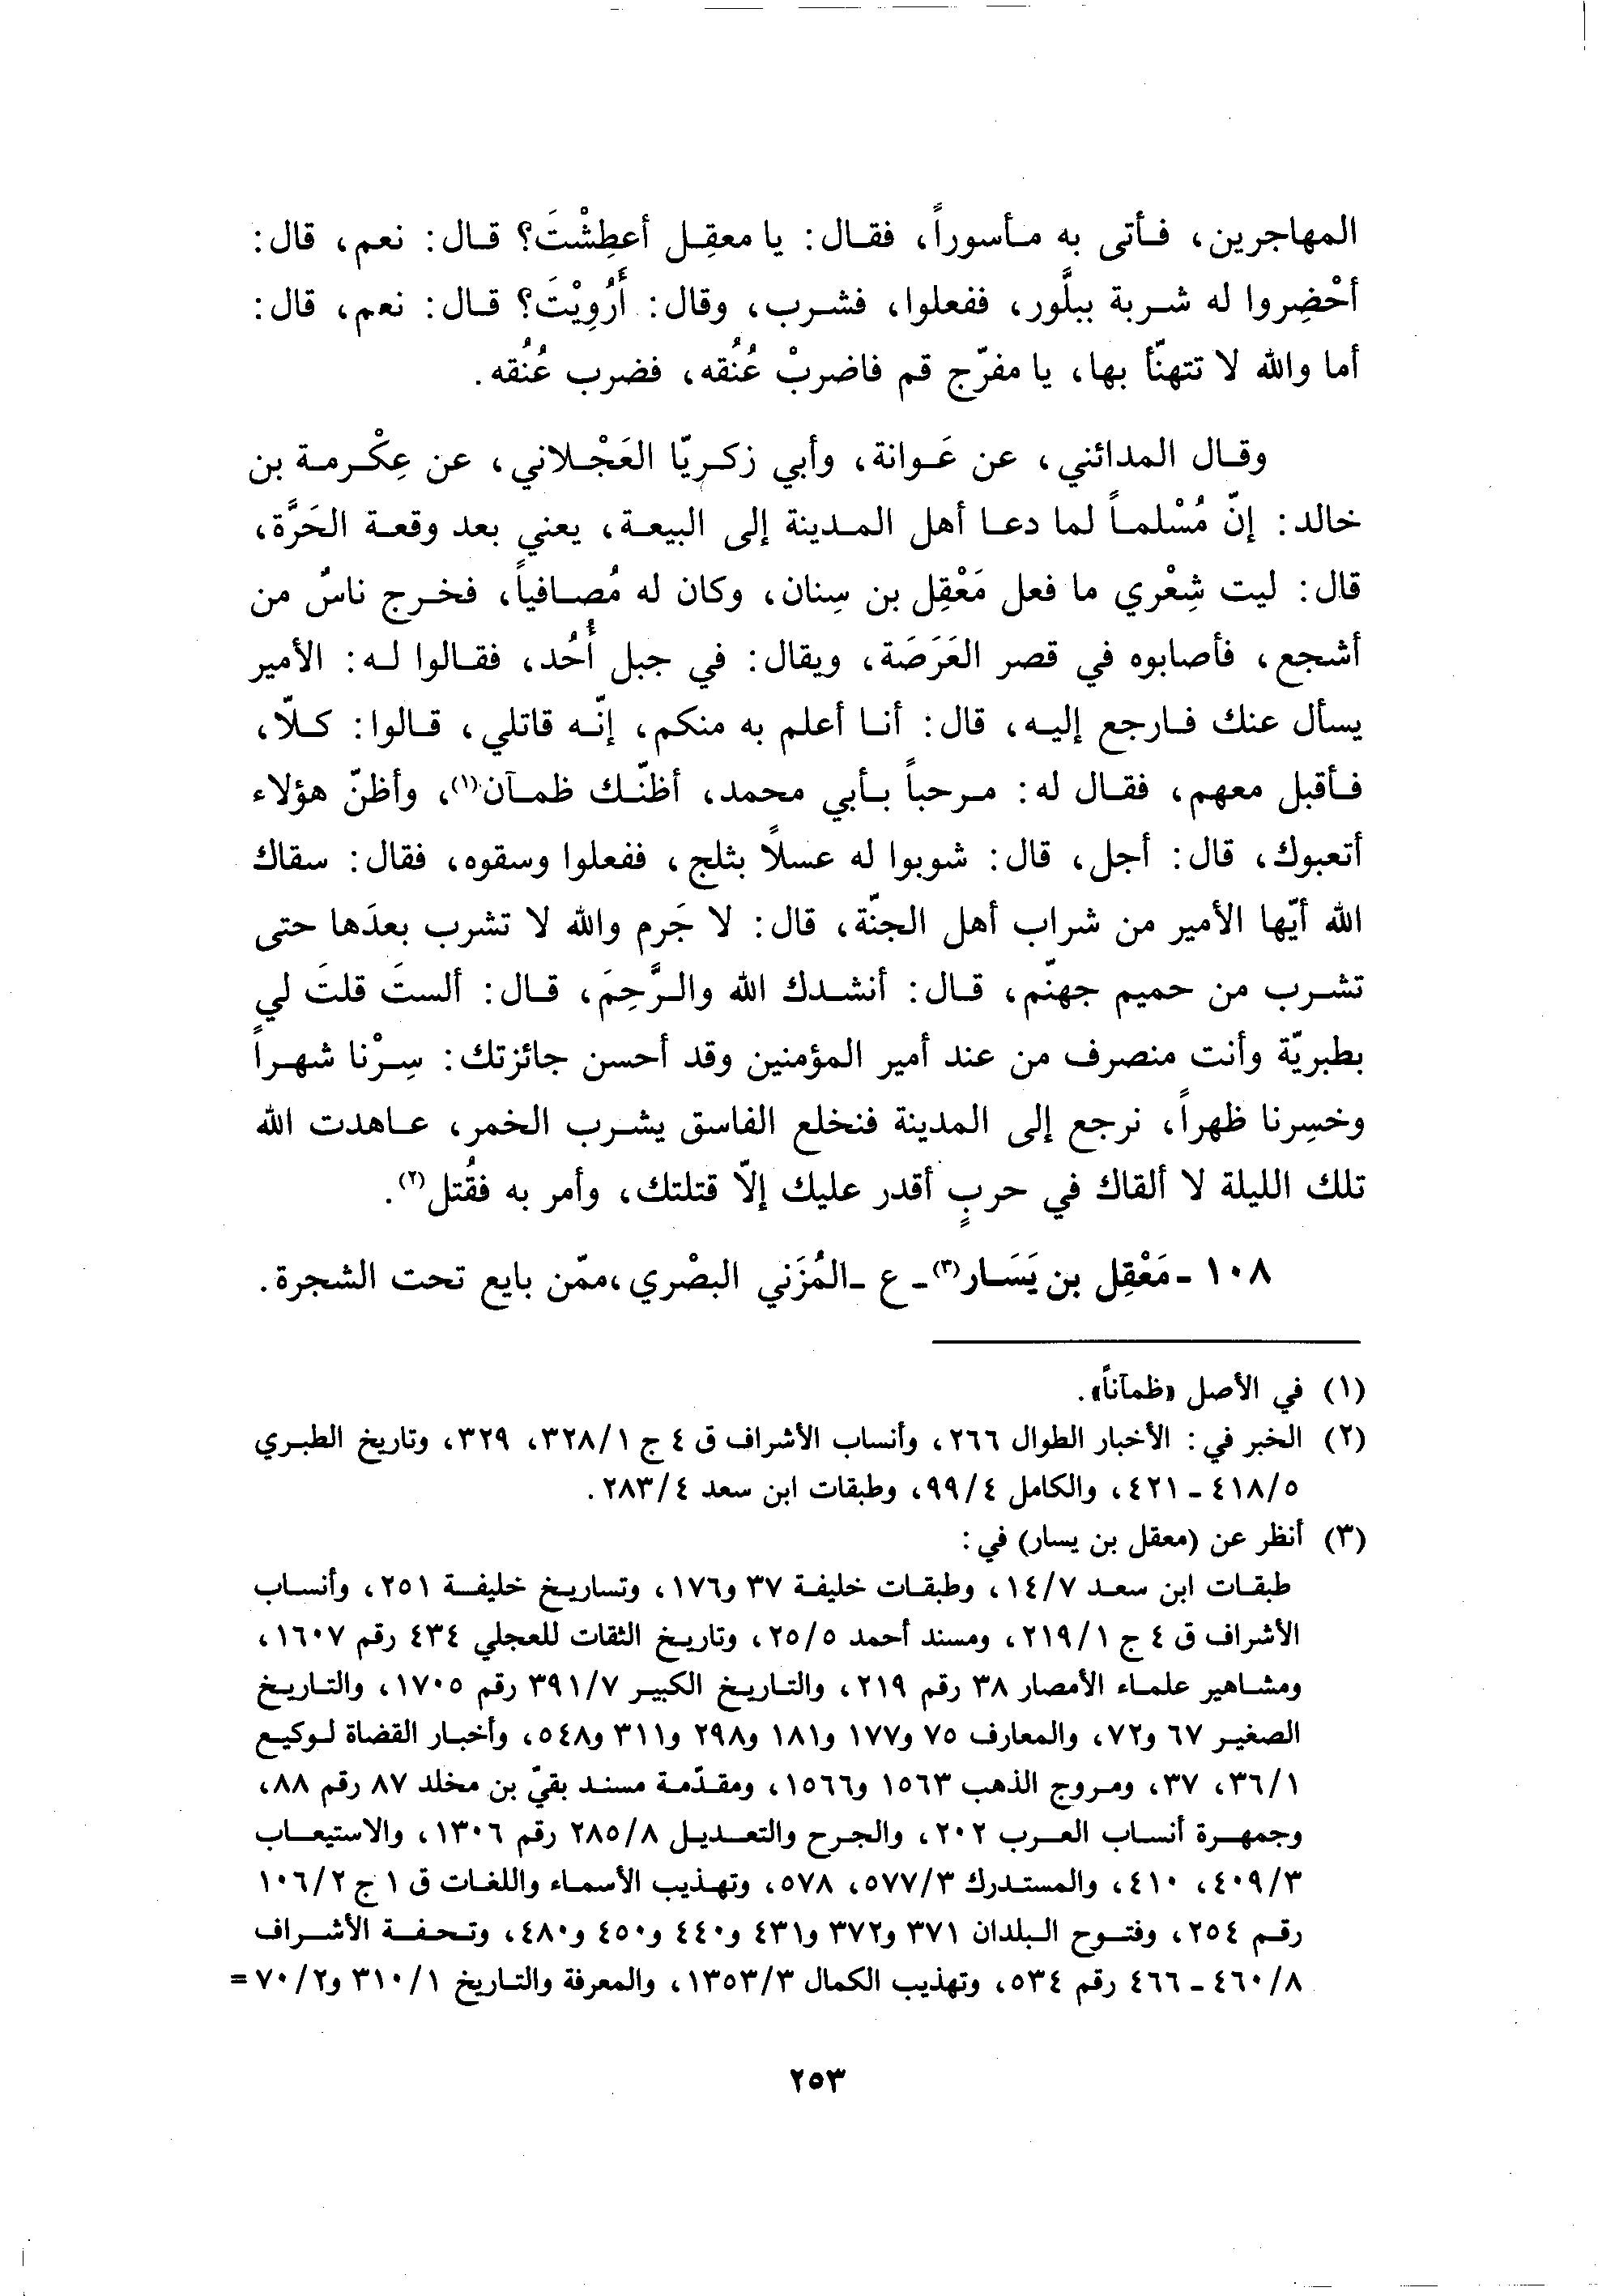 المهاجرين، فأتى به مأسوراً، فقال: يا معقِل أعطِشْتَ؟ قال: نعم، قال:
أحْضِروا له شربة ببلَّور، ففعلوا، فشرب، وقال: أَرُوِيْتَ؟ قال: نعم، قال:
أما والله لا تتهنّأ بها، يا مفرّج قم فاضربْ عُنُقه، فضرب عُنُقه.
وقال المدائني، عن عَوانة، وأبي زكريّا العَجْلاني، عن عِكْرمة بن
خالد: إنّ مُسْلماً لما دعا أهل المدينة إلى البيعة، يعني بعد وقعة الحَرَّة،
قال: ليت شِعْري ما فعل مَعْقِل بن سِنان، وكان له مُصافياً، فخرج ناسٌ من
أشجع، فأصابوه في قصر العَرَصَة، ويقال: في جبل أُحُد، فقالوا له: الأمير
يسأل عنك فارجع إليه، قال: أنا أعلم به منكم، إنّه قاتلي، قالوا: كلّا،
فأقبل معهم، فقال له: مرحباً بأبي محمد، أظنّك ظمآن(١)، وأظنّ هؤلاء
أتعبوك، قال: أجل، قال: شوبوا له عسلاً بثلج، ففعلوا وسقوه، فقال: سقاك
الله أيّها الأمير من شراب أهل الجنّة، قال: لا جَرم والله لا تشرب بعدَها حتى
تشرب من حميم جهنّم، قال: أنشدك الله والرَّحِمَ، قال: ألستَ قلتَ لي
بطبريّة وأنت منصرف من عند أمير المؤمنين وقد أحسن جائزتك: سِرْنا شهراً
وخسِرنا ظهراً، نرجع إلى المدينة فنخلع الفاسق يشرب الخمر، عاهدت الله
تلك الليلة لا ألقاك في حربٍ أقدر عليك إلاّ قتلتك، وأمر به فقُتل(٢).
١٠٨ - مَعْقِل بن يَسَار(٣) - ع - المُزَني البصْري، ممّن بايع تحت الشجرة.
(١) في الأصل «ظمآناً».
(٢) الخبر في: الأخبار الطوال ٢٦٦، وأنساب الأشراف ق ٤ ج ٣٢٨/١، ٣٢٩، وتاريخ الطبري
٤١٨/٥ - ٤٢١، والكامل ٩٩/٤، وطبقات ابن سعد ٢٨٣/٤.
(٣) أنظر عن (معقل بن يسار) في:
طبقات ابن سعد ١٤/٧، وطبقات خليفة ٣٧ و١٧٦، وتساريخ خليفة ٢٥١، وأنساب
الأشراف ق ٤ ج ٢١٩/١، ومسند أحمد ٢٥/٥، وتاريخ الثقات للعجلي ٤٣٤ رقم ١٦٠٧،
ومشاهير علماء الأمصار ٣٨ رقم ٢١٩، والتاريخ الكبير ٣٩١/٧ رقم ١٧٠٥، والتاريخ
الصغير ٦٧ و٧٢، والمعارف ٧٥ و١٧٧ و١٨١ و٢٩٨ و٣١١ و٥٤٨، وأخبار القضاة لوكيع
٣٦/١، ٣٧، ومروج الذهب ١٥٦٣ و١٥٦٦، ومقدّمة مسند بقيّ بن مخلد ٨٧ رقم ٨٨،
وجمهرة أنساب العرب ٢٠٢، والجرح والتعديل ٢٨٥/٨ رقم ١٣٠٦، والاستيعاب
٤٠٩/٣، ٤١٠، والمستدرك ٥٧٧/٣، ٥٧٨، وتهذيب الأسماء واللغات ق ١ ج ١٠٦/٢
رقم ٢٥٤، وفتوح البلدان ٣٧١ و٣٧٢ و٤٣١ و٤٤٠ و٤٥٠ و٤٨٠، وتحفة الأشراف
٤٦٠/٨ - ٤٦٦ رقم ٥٣٤، وتهذيب الكمال ١٣٥٣/٣، والمعرفة والتاريخ ٣١٠/١ و٧٠/٢ =
٢٥٣